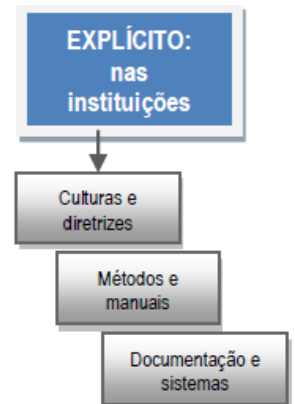 EXPLÍCITO:
nas
instituições
Culturas e
diretrizes
Métodos e
manuais
Documentação e
sistemas